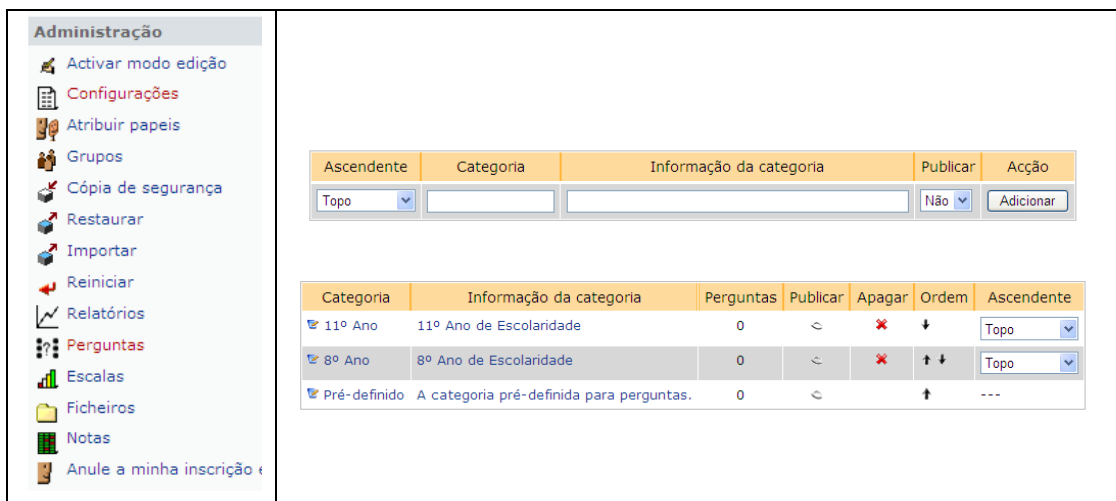 Administração
Activar modo edição
Configurações
Atribuir papeis
Grupos
Cópia de segurança
Restaurar
Importar
Reiniciar
Relatórios
Perguntas
Escalas
Ficheiros
Notas
Anule a minha inscrição e
Ascendente Categoria Informação da categoria Publicar Acção
Topo Não Adicionar
Categoria Informação da categoria Perguntas Publicar Apagar Ordem Ascendente
11º Ano 11º Ano de Escolaridade 0 Topo
8º Ano 8º Ano de Escolaridade 0 Topo
Pré-definido A categoria pré-definida para perguntas. 0 ---